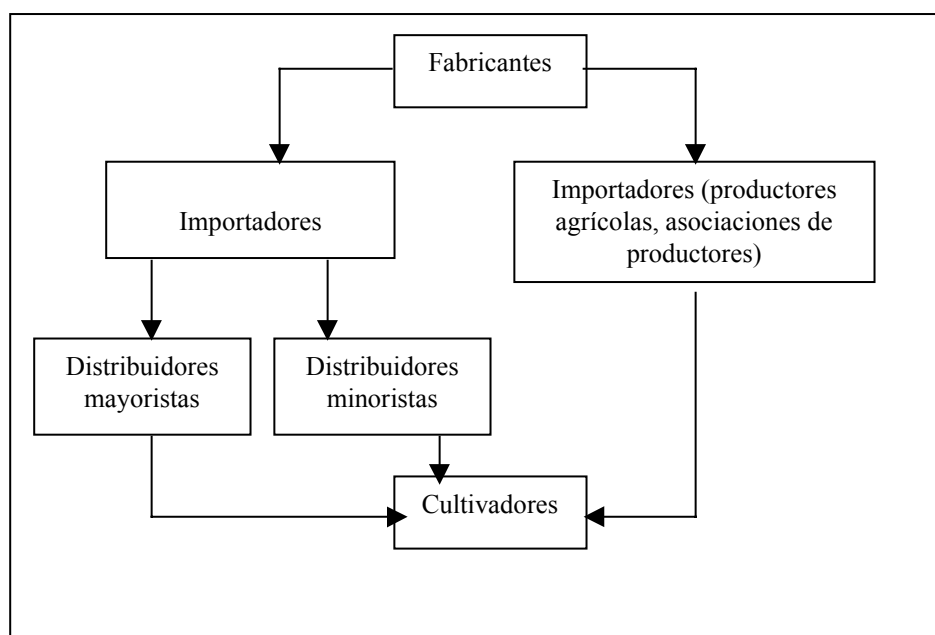 Fabricantes
Importadores
Importadores (productores
agrícolas, asociaciones de
productores)
Distribuidores
mayoristas
Distribuidores
minoristas
Cultivadores